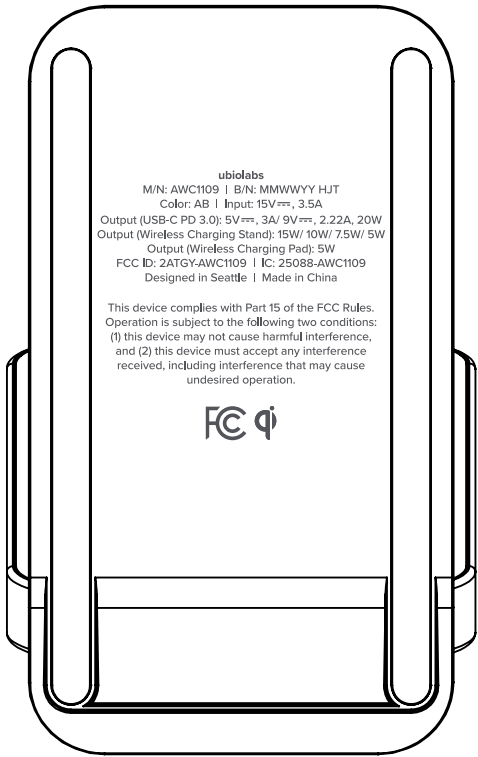 ubiolabs
M/N: AWC1109 | B/N: MMWWYY HJT
Color: AB | Input: 15V⎓, 3.5A
Output (USB-C PD 3.0): 5V⎓, 3A/ 9V⎓, 2.22A, 20W
Output (Wireless Charging Stand): 15W/ 10W/ 7.5W/ 5W
Output (Wireless Charging Pad): 5W
FCC ID: 2ATGY-AWC1109 | IC: 25088-AWC1109
Designed in Seattle | Made in China
This device complies with Part 15 of the FCC Rules.
Operation is subject to the following two conditions:
(1) this device may not cause harmful interference,
and (2) this device must accept any interference
received, including interference that may cause
undesired operation.
FC qi